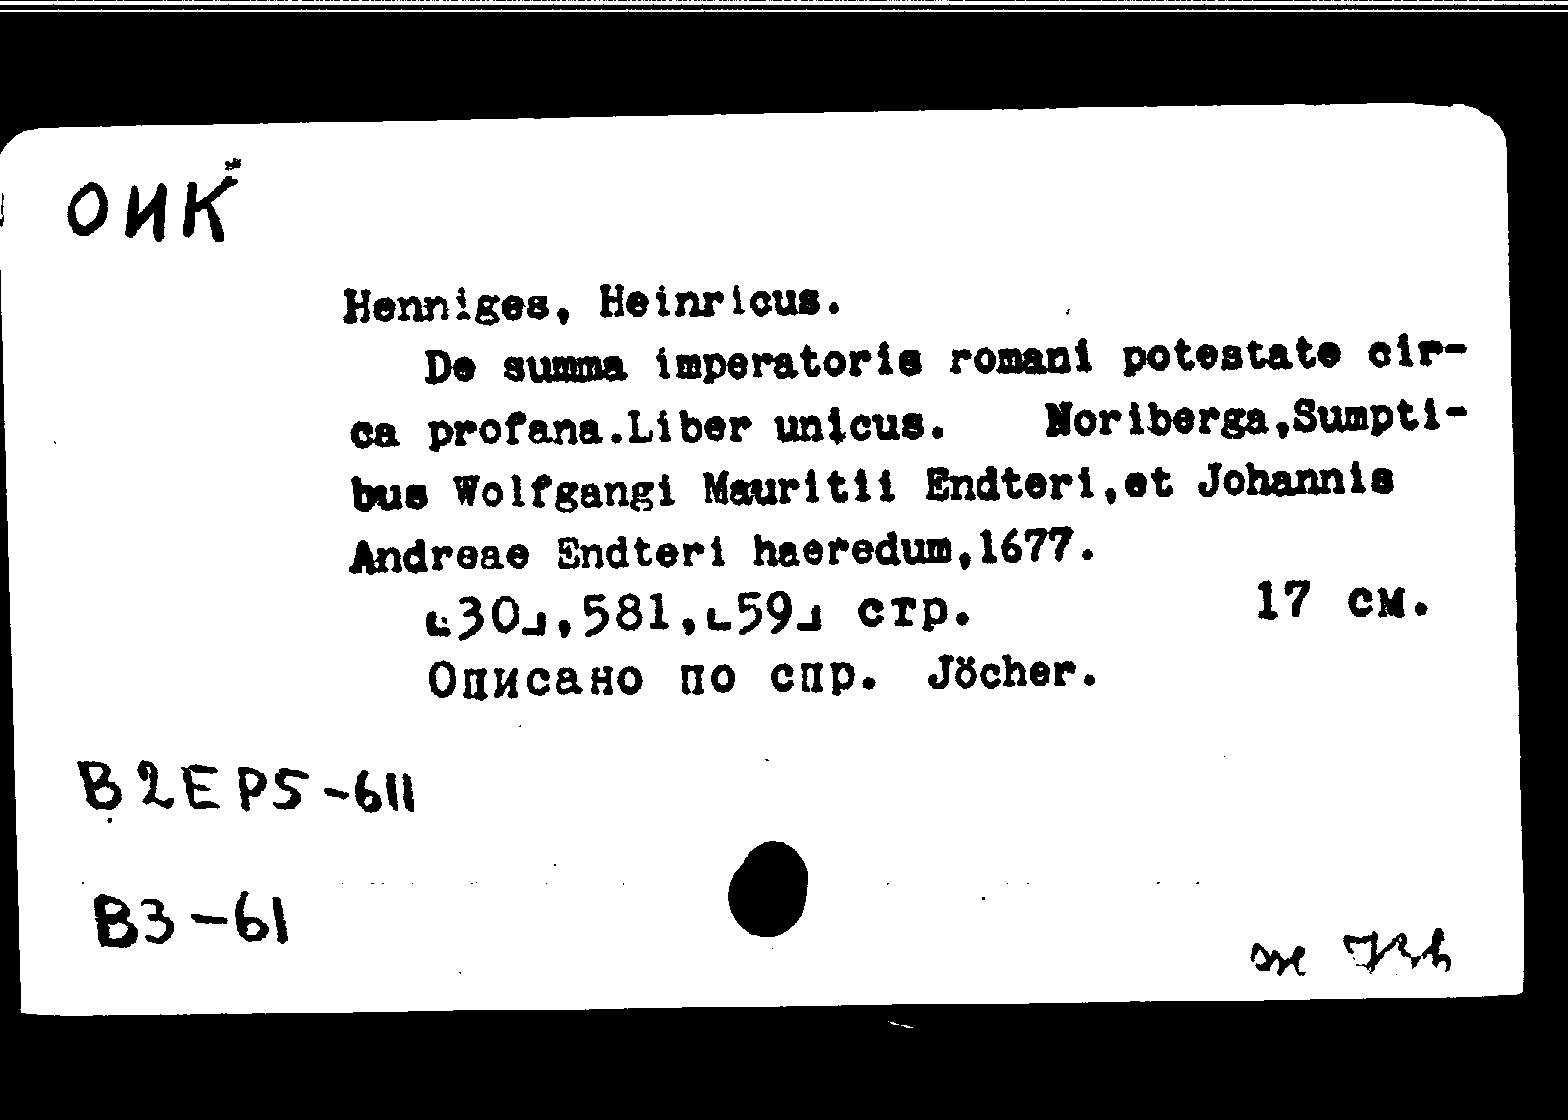 ОИК*
Henniges, Heinricus.
De summa imperatoris romani potestate cir-
ca profana.Liber unicus. Noriberga,Sumpti-
bus Wolfgangi Mauritii Endteri,et Johannis
Andreae Endteri haeredum,1677.
⌞30⌟,581,⌞59⌟ стр. 17 см.
Описано по спр. Jöcher.
B2EP5-611
B3-61